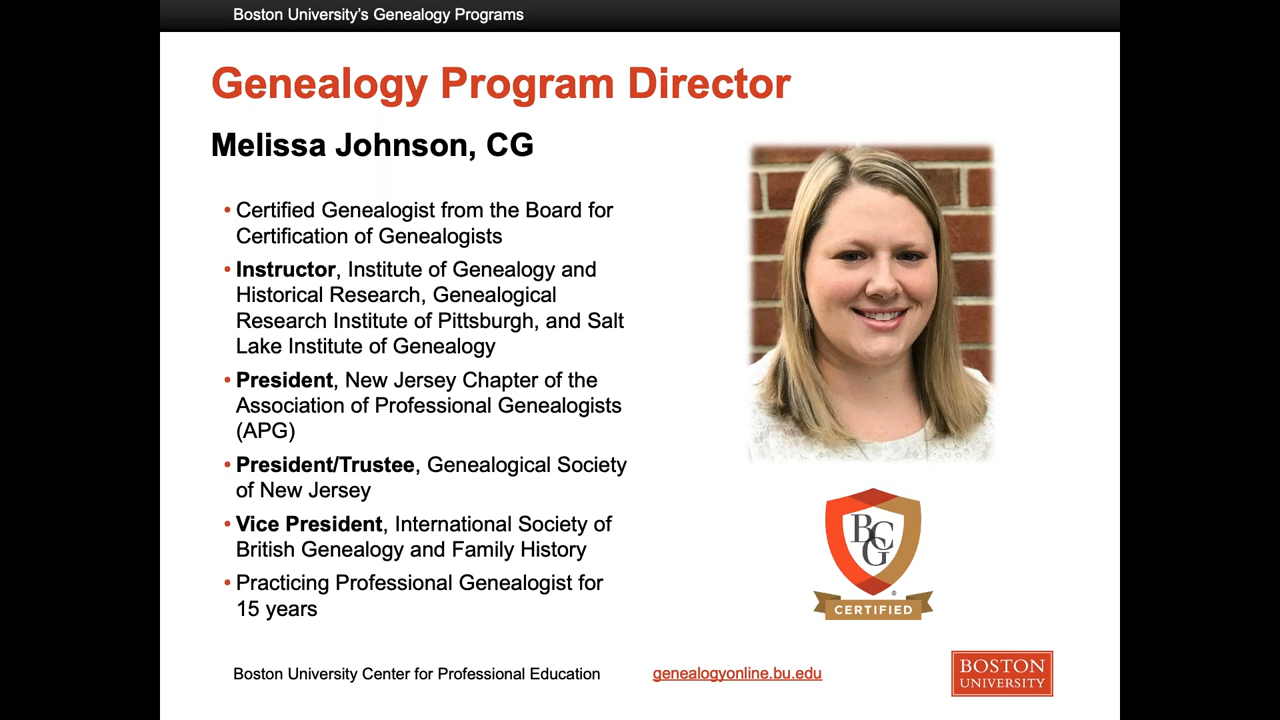 Boston University's Genealogy Programs
Genealogy Program Director
Melissa Johnson, CG
• Certified Genealogist from the Board for
Certification of Genealogists
• Instructor, Institute of Genealogy and
Historical Research, Genealogical
Research Institute of Pittsburgh, and Salt
Lake Institute of Genealogy
• President, New Jersey Chapter of the
Association of Professional Genealogists
(APG)
• President/Trustee, Genealogical Society
of New Jersey
• Vice President, International Society of
British Genealogy and Family History
• Practicing Professional Genealogist for
15 years
BCG
®
CERTIFIED
Boston University Center for Professional Education
genealogyonline.bu.edu
BOSTON
UNIVERSITY